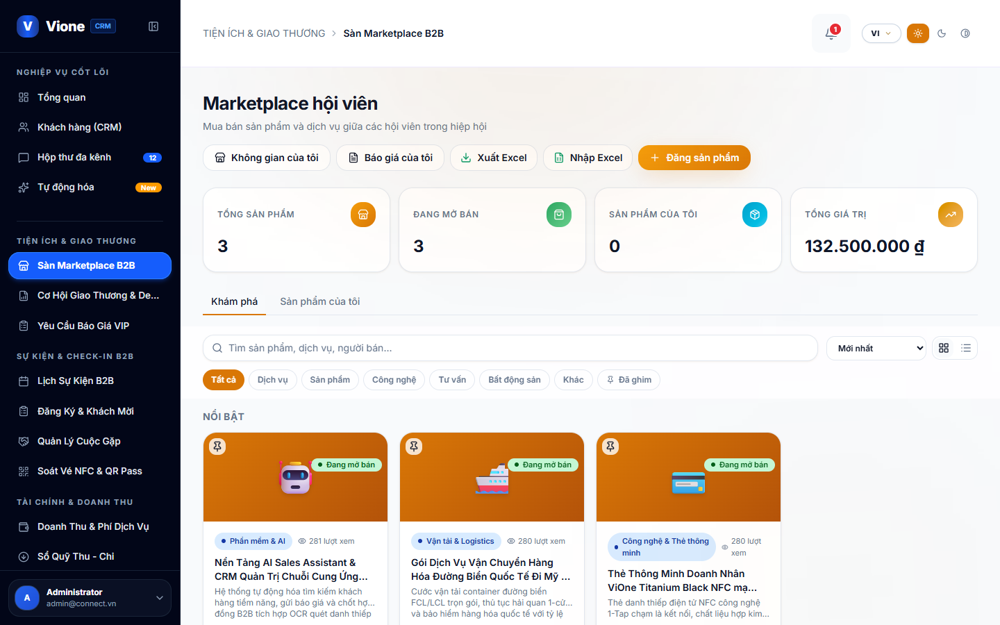 V Vione CRM
NGHIỆP VỤ CỐT LÕI
Tổng quan
Khách hàng (CRM)
Hộp thư đa kênh 12
Tự động hóa New
TIỆN ÍCH & GIAO THƯƠNG
Sàn Marketplace B2B
Cơ Hội Giao Thương & De...
Yêu Cầu Báo Giá VIP
SỰ KIỆN & CHECK-IN B2B
Lịch Sự Kiện B2B
Đăng Ký & Khách Mời
Quản Lý Cuộc Gặp
Soát Vé NFC & QR Pass
TÀI CHÍNH & DOANH THU
Doanh Thu & Phí Dịch Vụ
Sổ Quỹ Thu - Chi
A Administrator
admin@connect.vn
TIỆN ÍCH & GIAO THƯƠNG > Sàn Marketplace B2B
1
VI
Marketplace hội viên
Mua bán sản phẩm và dịch vụ giữa các hội viên trong hiệp hội
Không gian của tôi
Báo giá của tôi
Xuất Excel
Nhập Excel
+ Đăng sản phẩm
TỔNG SẢN PHẨM
3
ĐANG MỞ BÁN
3
SẢN PHẨM CỦA TÔI
0
TỔNG GIÁ TRỊ
132.500.000 ₫
Khám phá
Sản phẩm của tôi
Tìm sản phẩm, dịch vụ, người bán...
Mới nhất
Tất cả
Dịch vụ
Sản phẩm
Công nghệ
Tư vấn
Bất động sản
Khác
Đã ghim
NỔI BẬT
Đang mở bán
Phần mềm & AI
281 lượt xem
Nền Tảng AI Sales Assistant &
CRM Quản Trị Chuỗi Cung Ứng...
Hệ thống tự động hóa tìm kiếm khách
hàng tiềm năng, gửi báo giá và chốt hợ...
đồng B2B tích hợp OCR quét danh thiếp
Đang mở bán
Vận tải & Logistics
280 lượt xem
Gói Dịch Vụ Vận Chuyển Hàng
Hóa Đường Biển Quốc Tế Đi Mỹ ...
Cước vận tải container đường biển
FCL/LCL trọn gói, thủ tục hải quan 1-cử...
và bảo hiểm hàng hóa quốc tế với tỷ lệ
Đang mở bán
Công nghệ & Thẻ thông
minh
280 lượt
xem
Thẻ Thông Minh Doanh Nhân
ViOne Titanium Black NFC mạ...
Thẻ danh thiếp điện tử NFC công nghệ
1-Tap chạm là kết nối, chất liệu hợp kim...